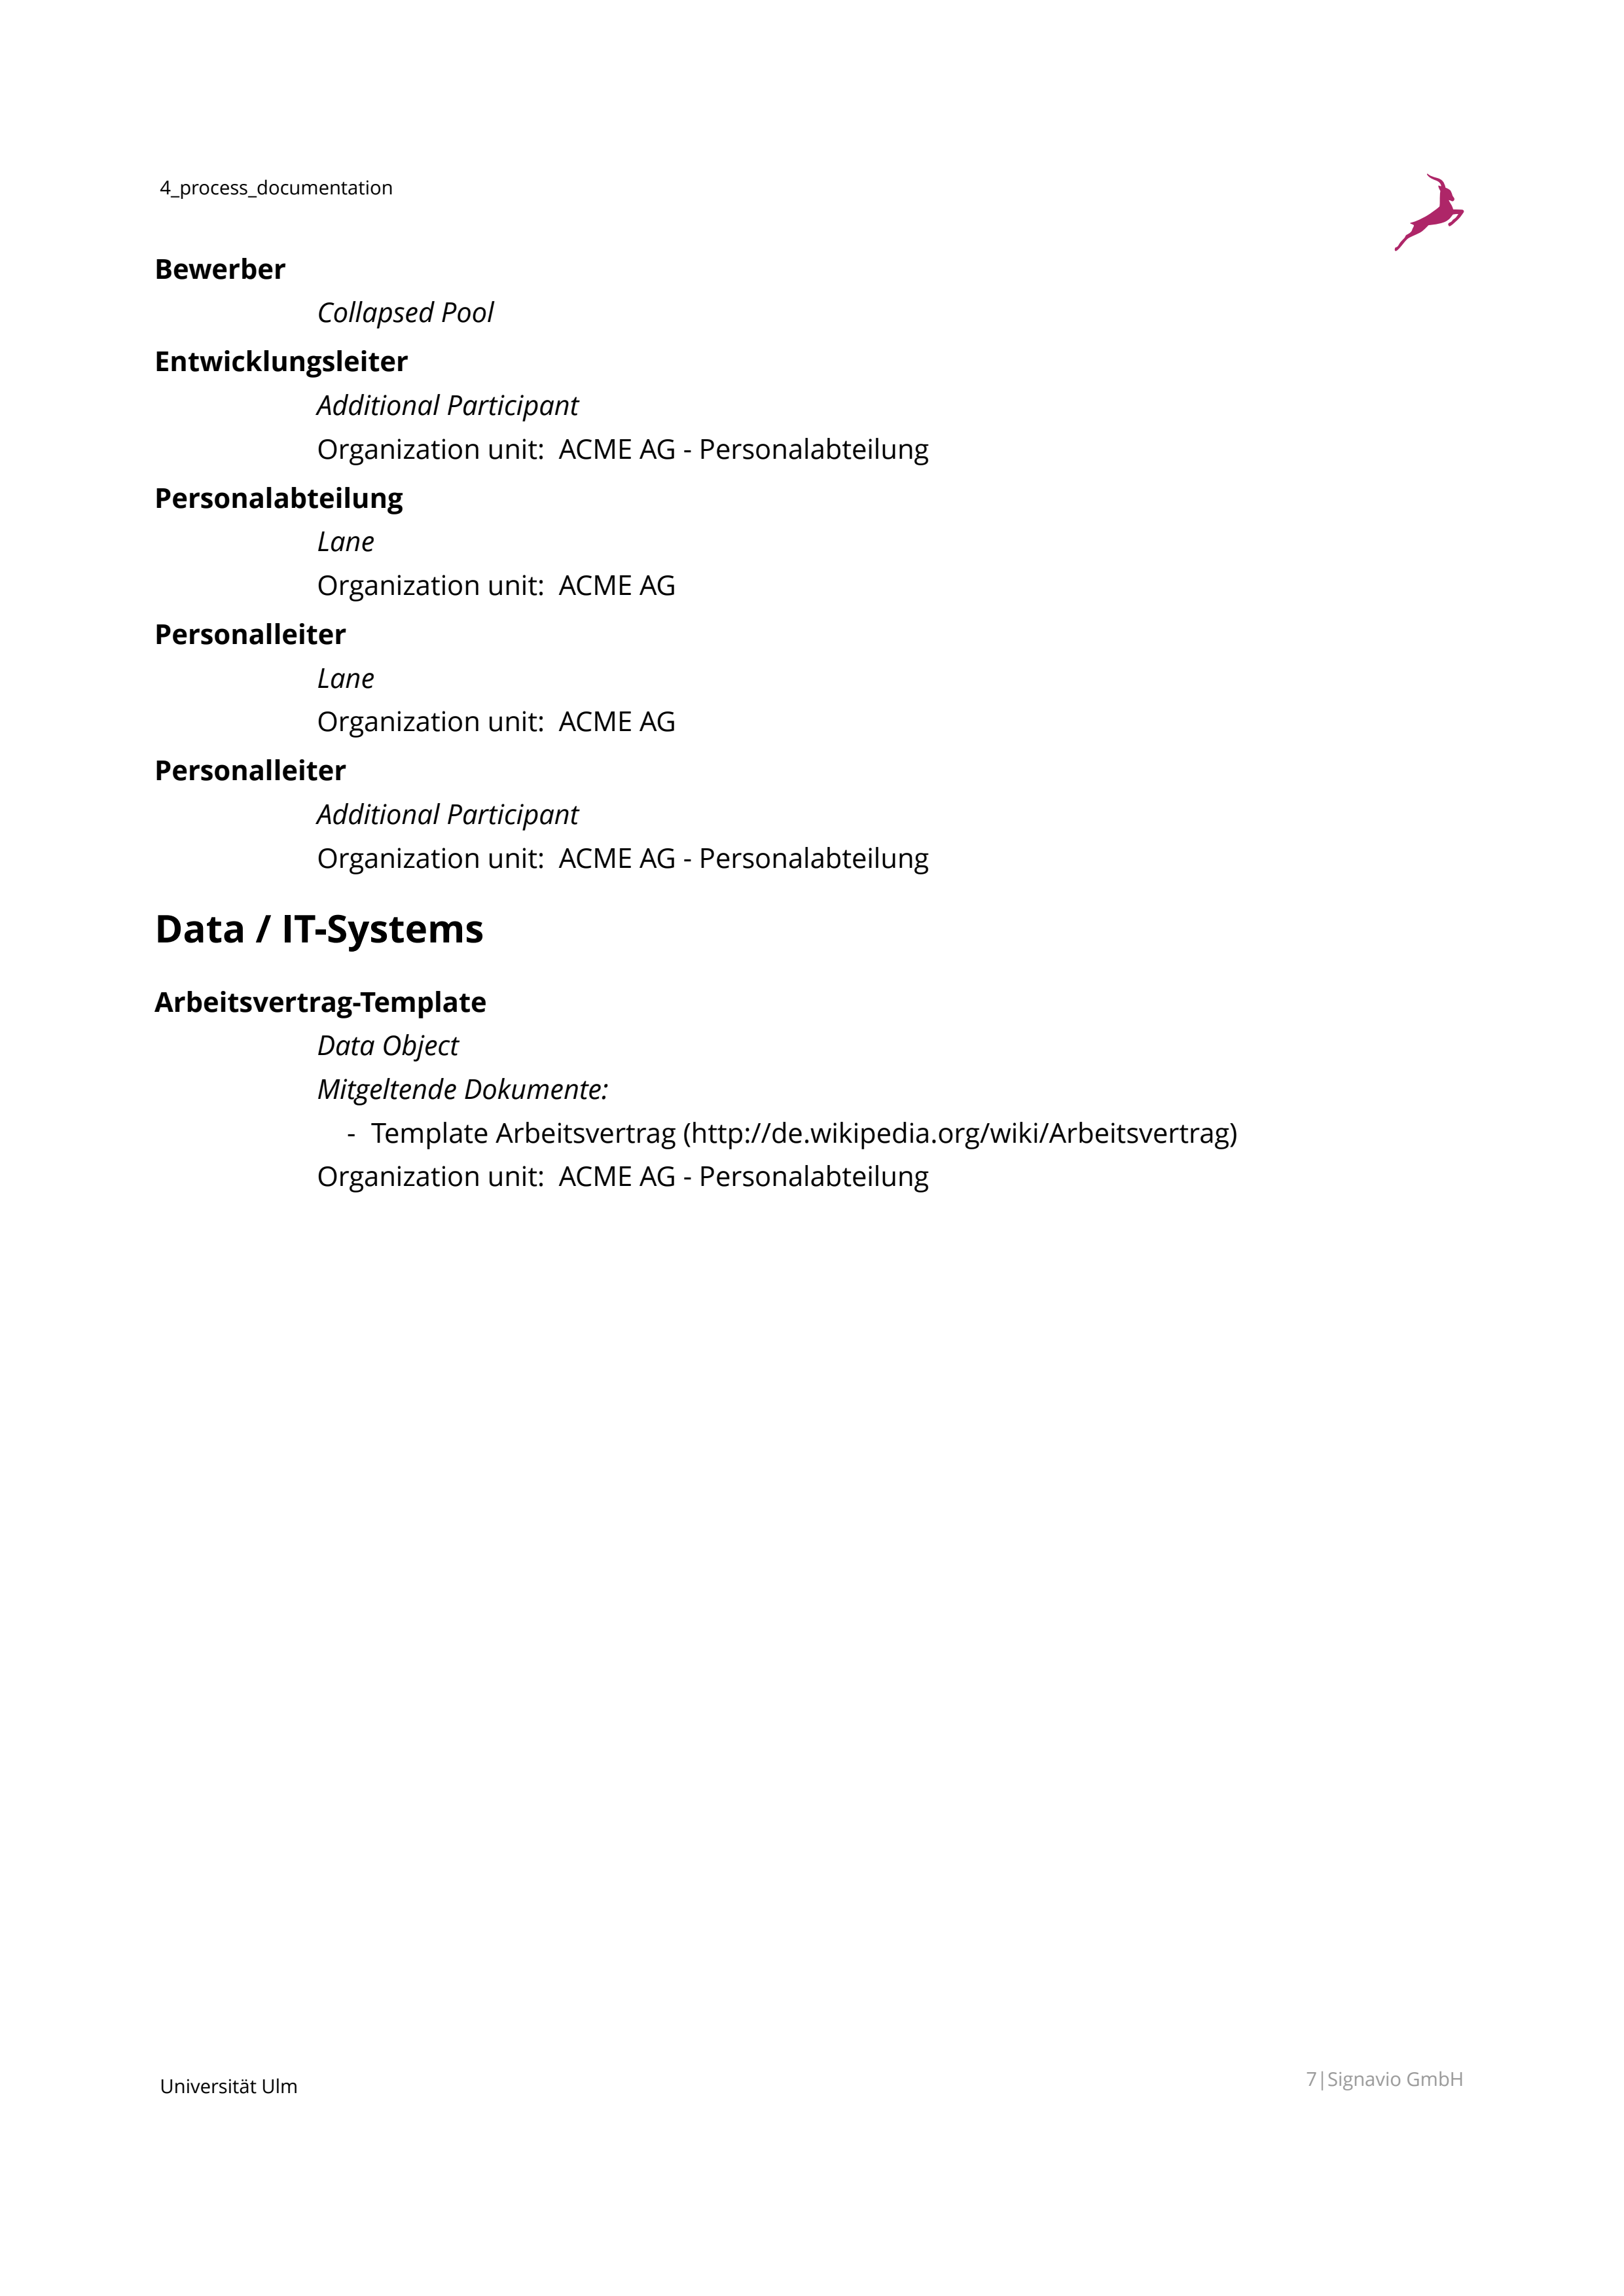 4_process_documentation
Bewerber
Collapsed Pool
Entwicklungsleiter
Additional Participant
Organization unit:  ACME AG - Personalabteilung
Personalabteilung
Lane
Organization unit:  ACME AG
Personalleiter
Lane
Organization unit:  ACME AG
Personalleiter
Additional Participant
Organization unit:  ACME AG - Personalabteilung
Data / IT-Systems
Arbeitsvertrag-Template
Data Object
Mitgeltende Dokumente:
- Template Arbeitsvertrag (http://de.wikipedia.org/wiki/Arbeitsvertrag)
Organization unit:  ACME AG - Personalabteilung
Universität Ulm
7|Signavio GmbH